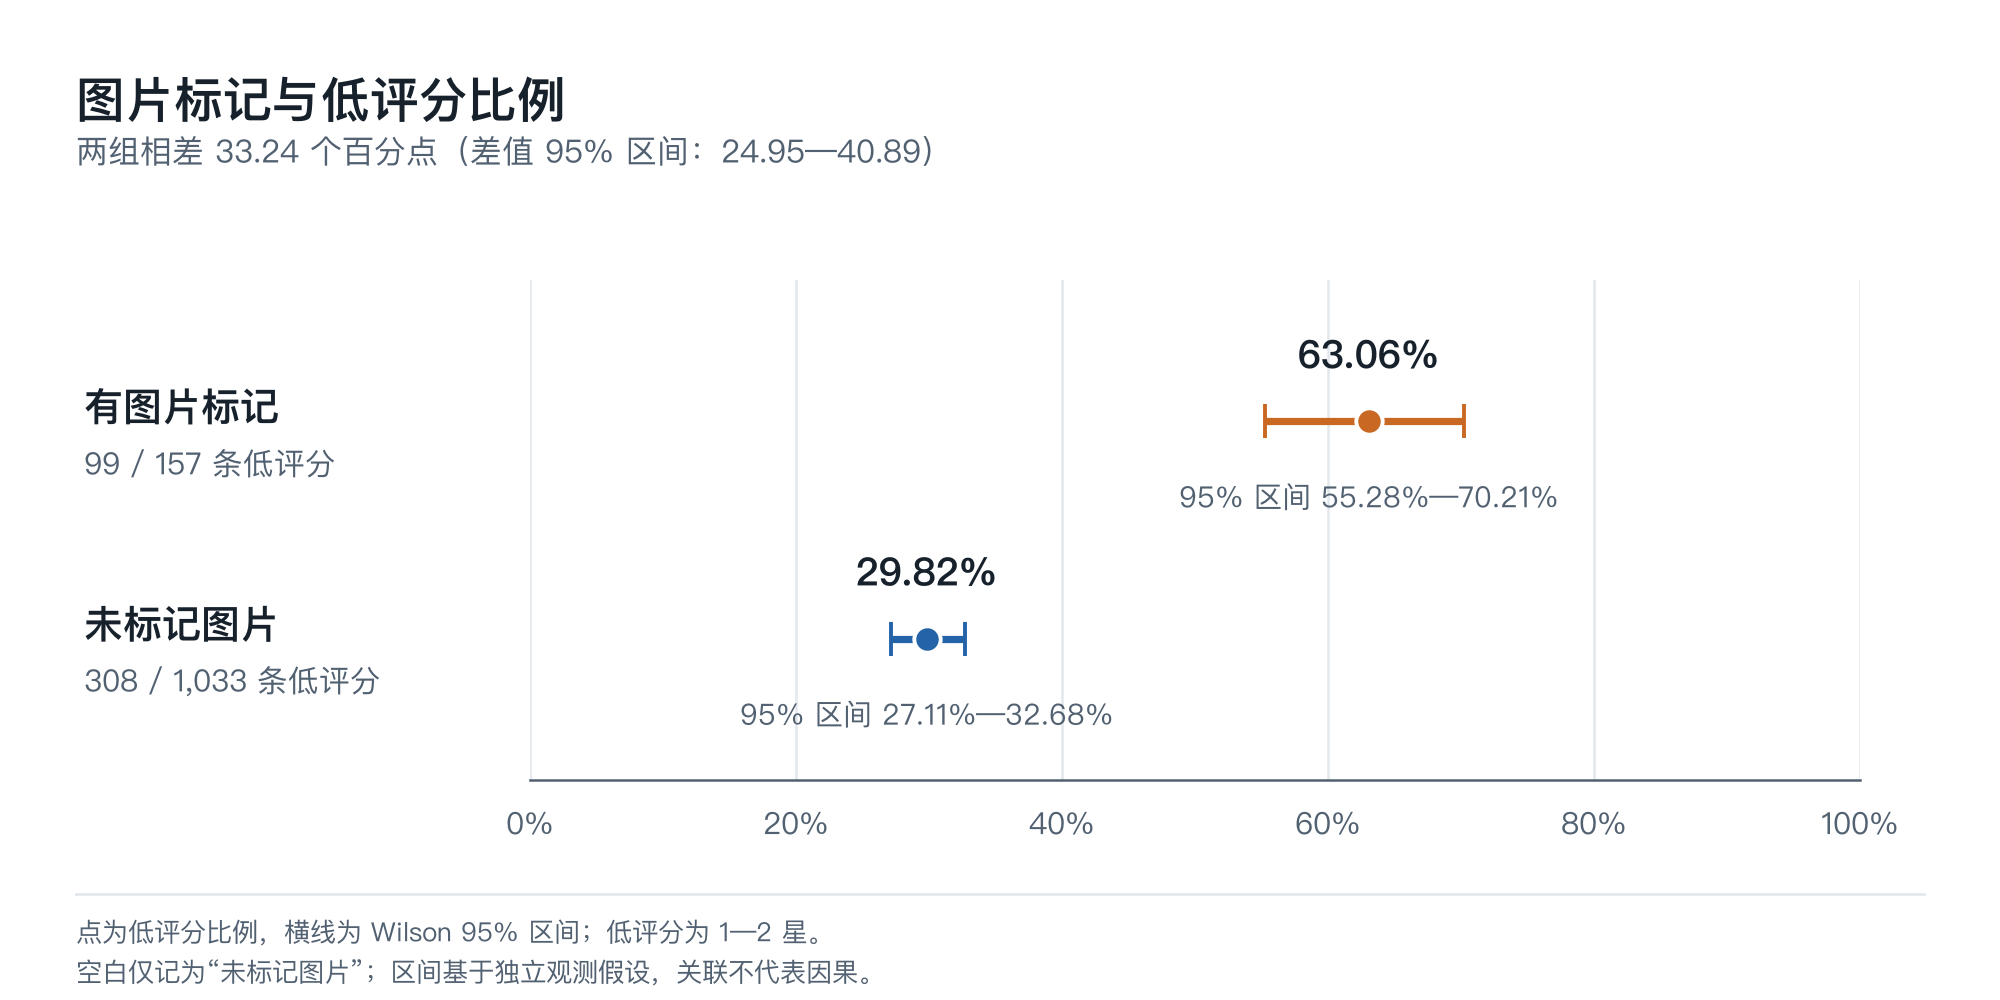 图片标记与低评分比例
两组相差 33.24 个百分点（差值 95% 区间：24.95—40.89）
63.06%
有图片标记
99 / 157 条低评分
95% 区间 55.28%—70.21%
29.82%
未标记图片
308 / 1,033 条低评分
95% 区间 27.11%—32.68%
0% 20% 40% 60% 80% 100%
点为低评分比例，横线为 Wilson 95% 区间；低评分为 1—2 星。
空白仅记为“未标记图片”；区间基于独立观测假设，关联不代表因果。